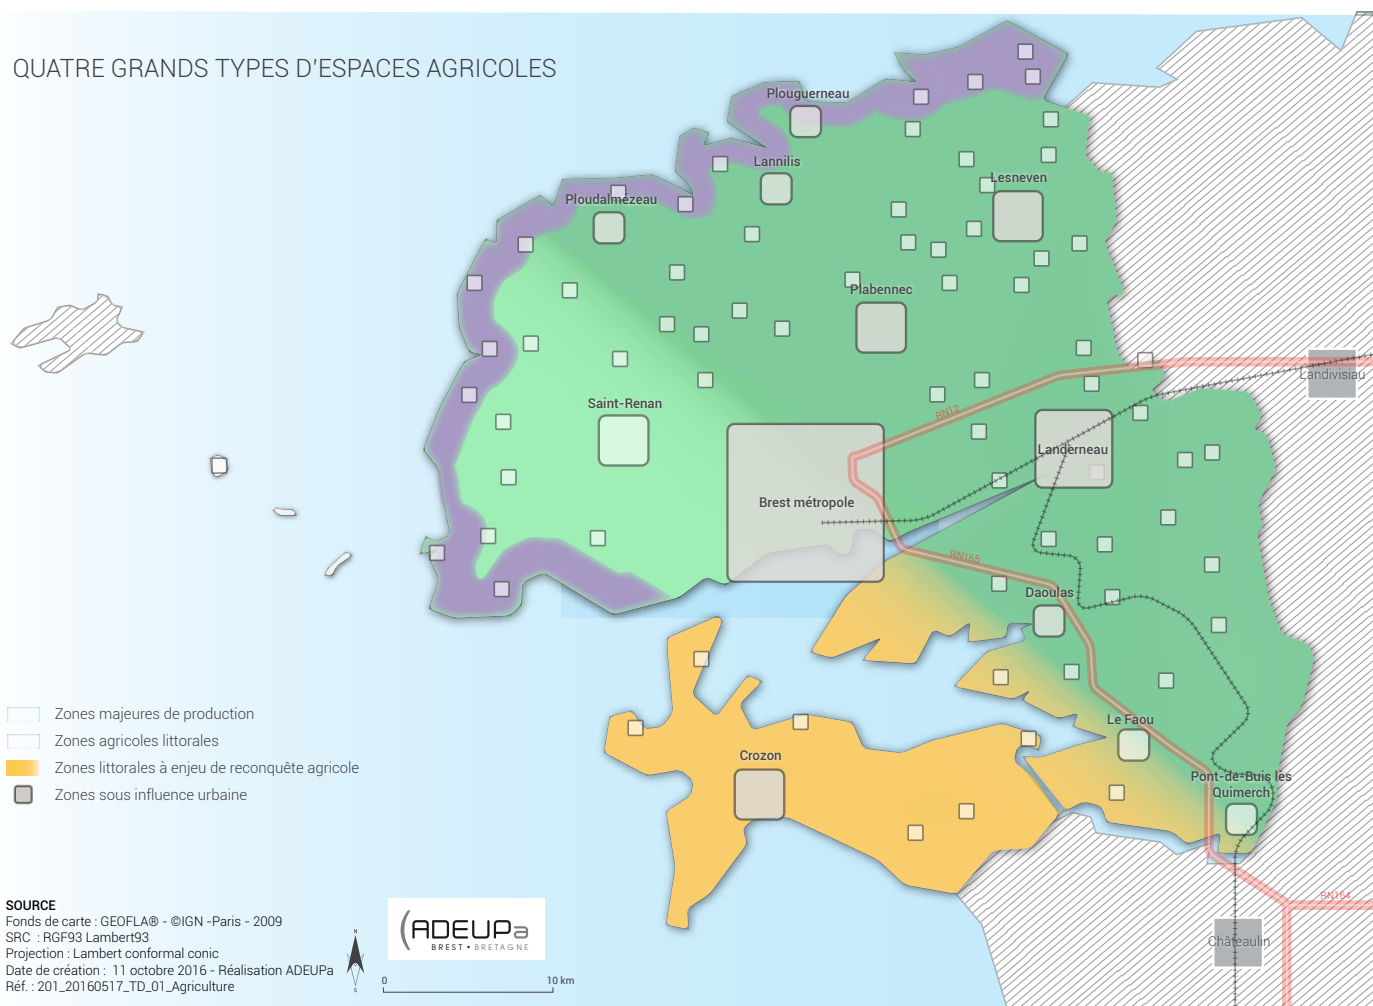 QUATRE GRANDS TYPES D'ESPACES AGRICOLES
Plouguerneau
Lannilis
Lesneven
Ploudalmézeau
Plabennec
Landivisiau
Saint-Renan
RN12
Landerneau
Brest métropole
RN165
Daoulas
Le Faou
Crozon
Pont-de-Buis lès
Quimerch
RN164
Châteaulin
Zones majeures de production
Zones agricoles littorales
Zones littorales à enjeu de reconquête agricole
Zones sous influence urbaine
SOURCE
Fonds de carte : GEOFLA® - ©IGN -Paris - 2009
SRC : RGF93 Lambert93
Projection : Lambert conformal conic
Date de création : 11 octobre 2016 - Réalisation ADEUPa
Réf. : 201_20160517_TD_01_Agriculture
N
S
ADEUPa
BREST • BRETAGNE
0 10 km